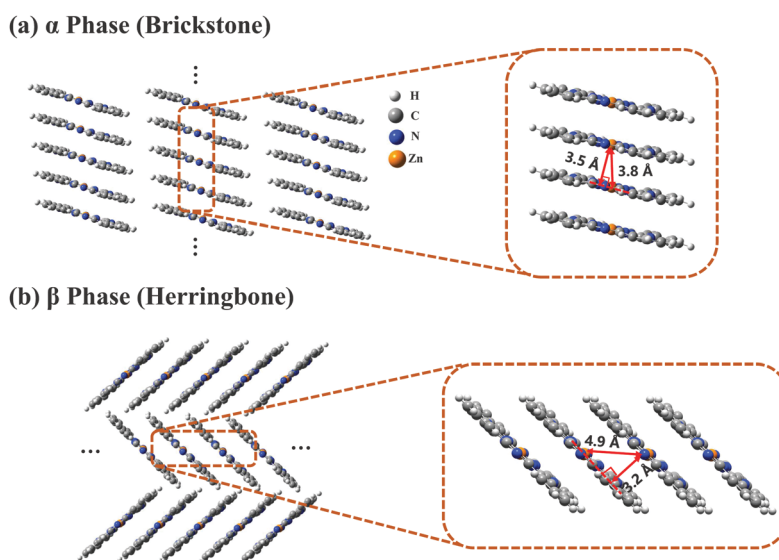 (a) α Phase (Brickstone)
H
C
N
Zn
3.5 Å
3.8 Å
(b) β Phase (Herringbone)
4.9 Å
3.2 Å